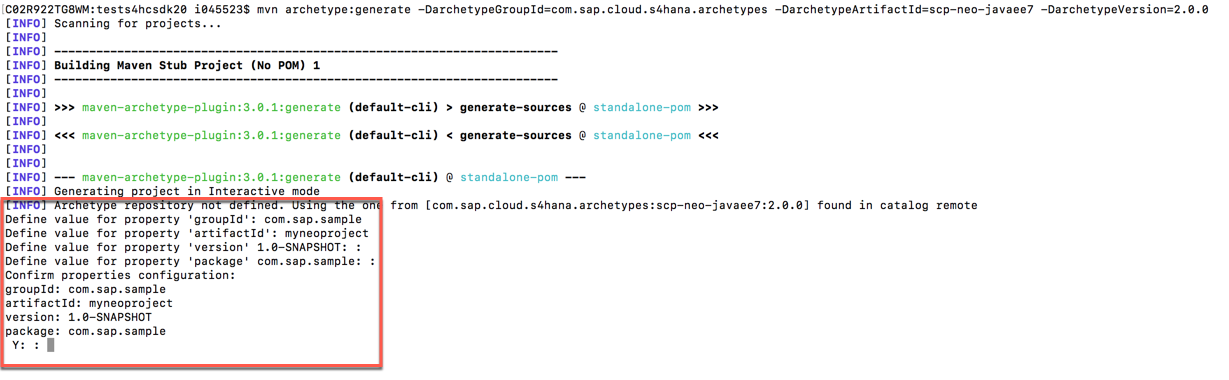 C02R922TG8WM:tests4hcsdk20 i045523$ mvn archetype:generate -DarchetypeGroupId=com.sap.cloud.s4hana.archetypes -DarchetypeArtifactId=scp-neo-javaee7 -DarchetypeVersion=2.0.0
[INFO] Scanning for projects...
[INFO]
[INFO] ------------------------------------------------------------------------
[INFO] Building Maven Stub Project (No POM) 1
[INFO] ------------------------------------------------------------------------
[INFO]
[INFO] >>> maven-archetype-plugin:3.0.1:generate (default-cli) > generate-sources @ standalone-pom >>>
[INFO]
[INFO] <<< maven-archetype-plugin:3.0.1:generate (default-cli) < generate-sources @ standalone-pom <<<
[INFO]
[INFO]
[INFO] --- maven-archetype-plugin:3.0.1:generate (default-cli) @ standalone-pom ---
[INFO] Generating project in Interactive mode
[INFO] Archetype repository not defined. Using the one from [com.sap.cloud.s4hana.archetypes:scp-neo-javaee7:2.0.0] found in catalog remote
Define value for property 'groupId': com.sap.sample
Define value for property 'artifactId': myneoproject
Define value for property 'version' 1.0-SNAPSHOT: :
Define value for property 'package' com.sap.sample: :
Confirm properties configuration:
groupId: com.sap.sample
artifactId: myneoproject
version: 1.0-SNAPSHOT
package: com.sap.sample
Y: :